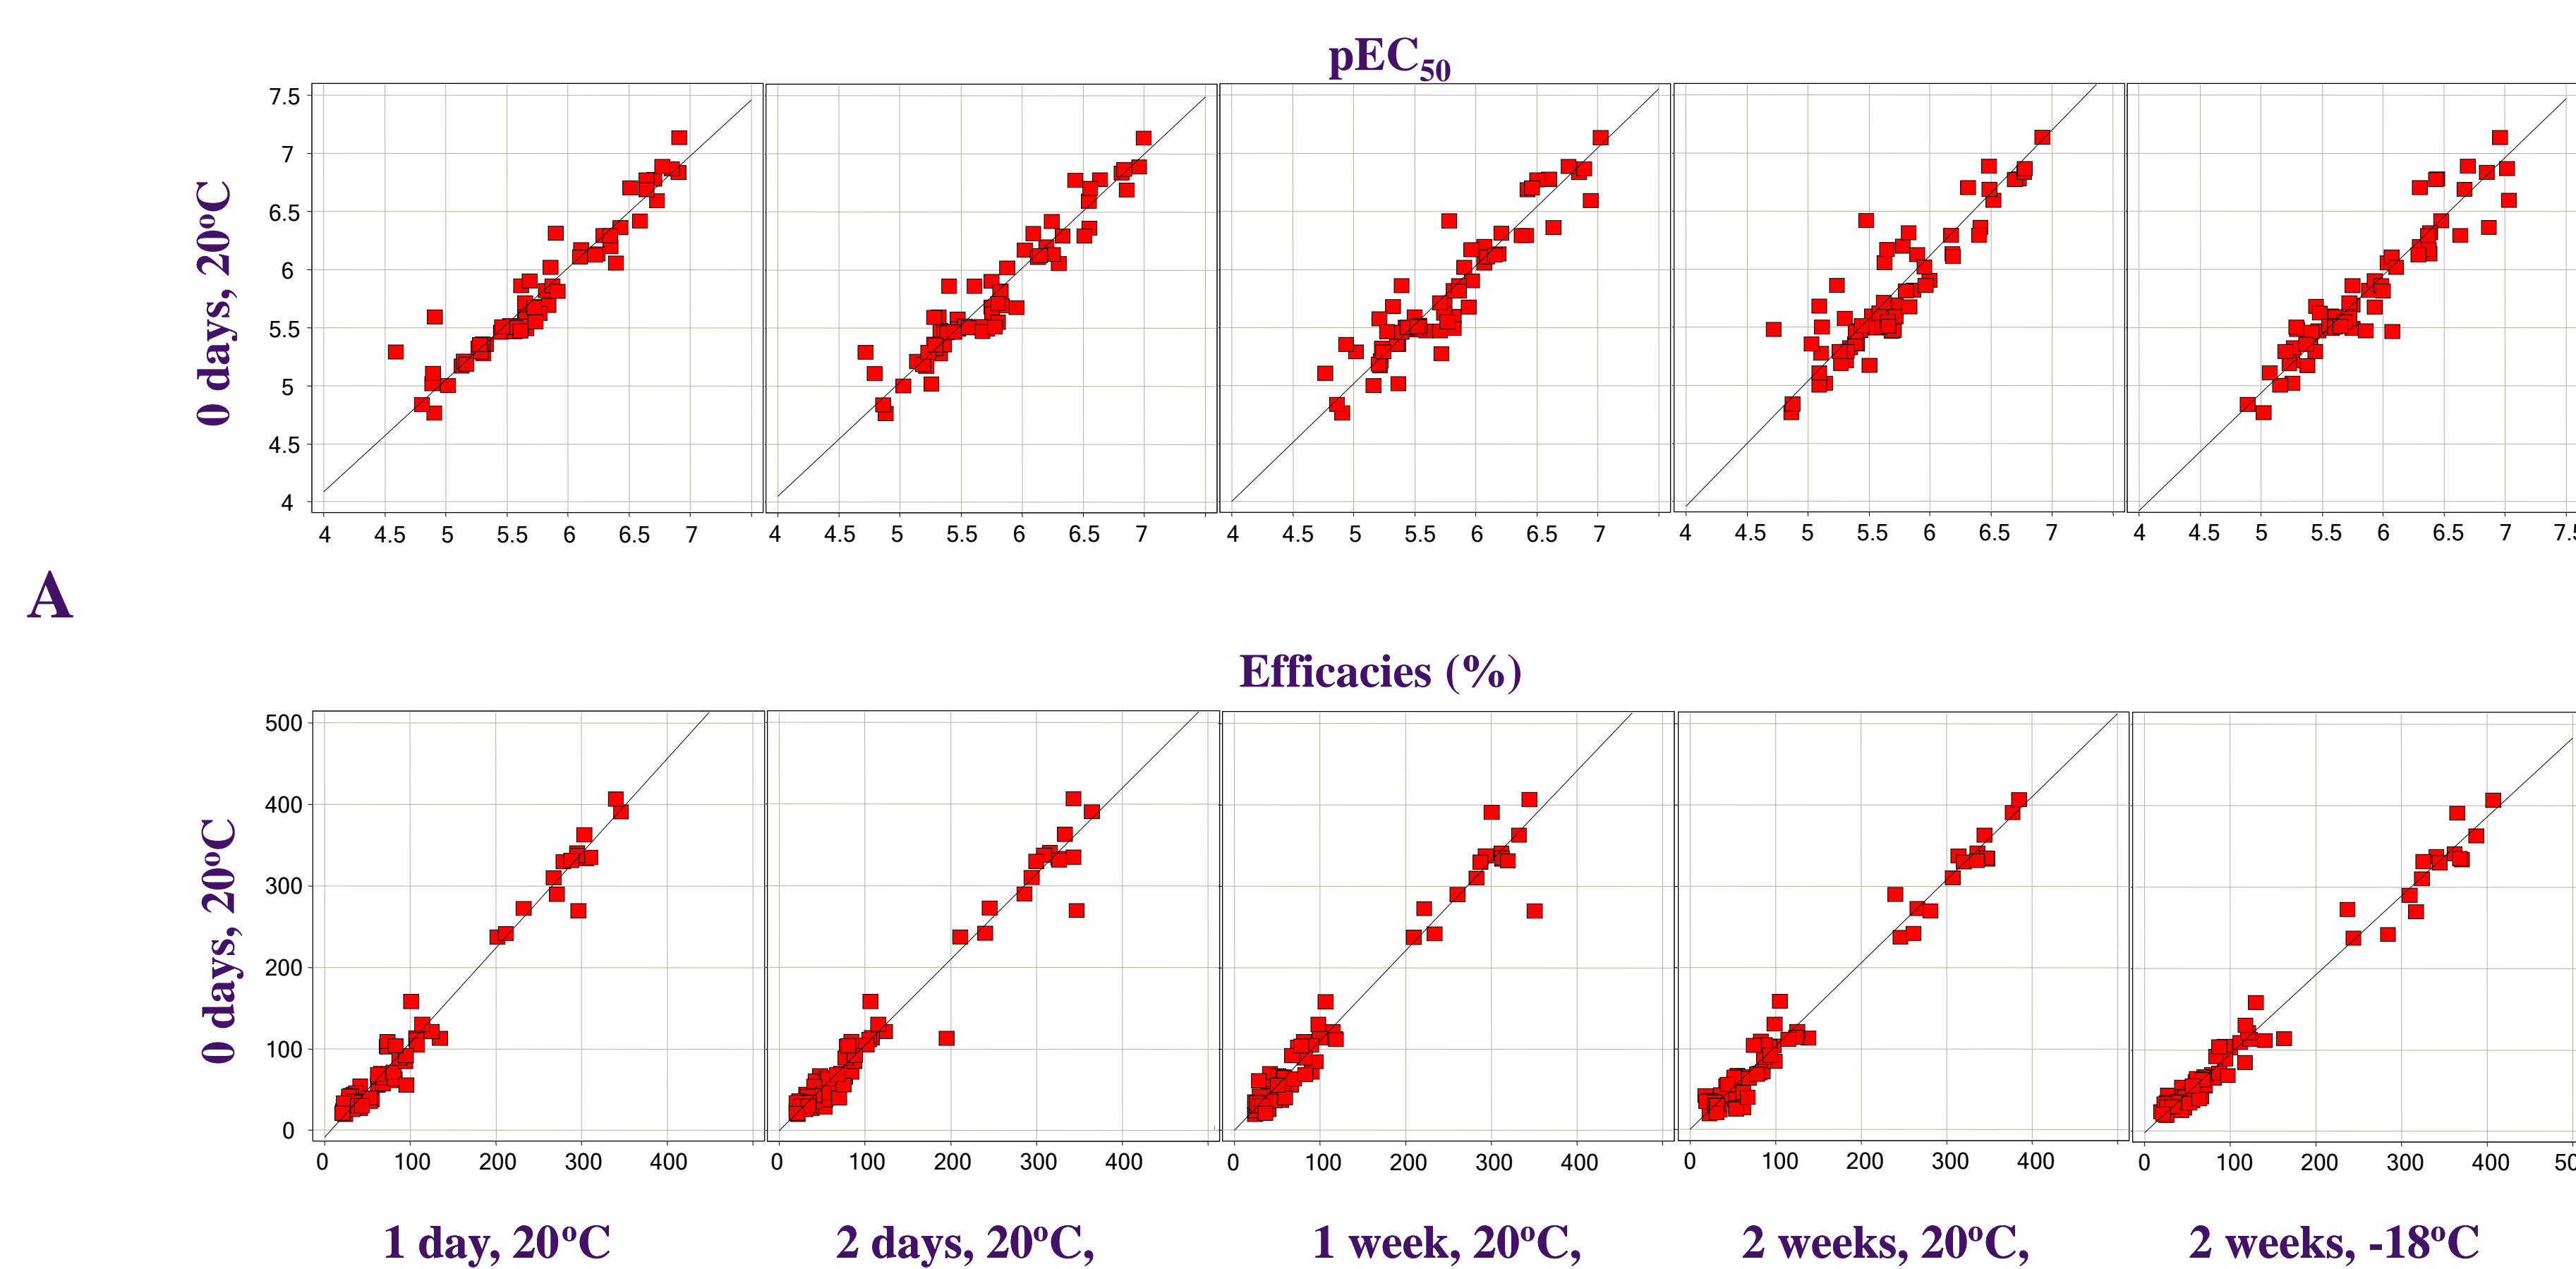 pEC50
0 days, 20ºC
7.5
7
6.5
6
5.5
5
4.5
4
4 4.5 5 5.5 6 6.5 7
4 4.5 5 5.5 6 6.5 7
4 4.5 5 5.5 6 6.5 7
4 4.5 5 5.5 6 6.5 7
4 4.5 5 5.5 6 6.5 7 7.5
A
Efficacies (%)
0 days, 20ºC
500
400
300
200
100
0
0 100 200 300 400
0 100 200 300 400
0 100 200 300 400
0 100 200 300 400
0 100 200 300 400 50
1 day, 20ºC
2 days, 20ºC,
1 week, 20ºC,
2 weeks, 20ºC,
2 weeks, -18ºC